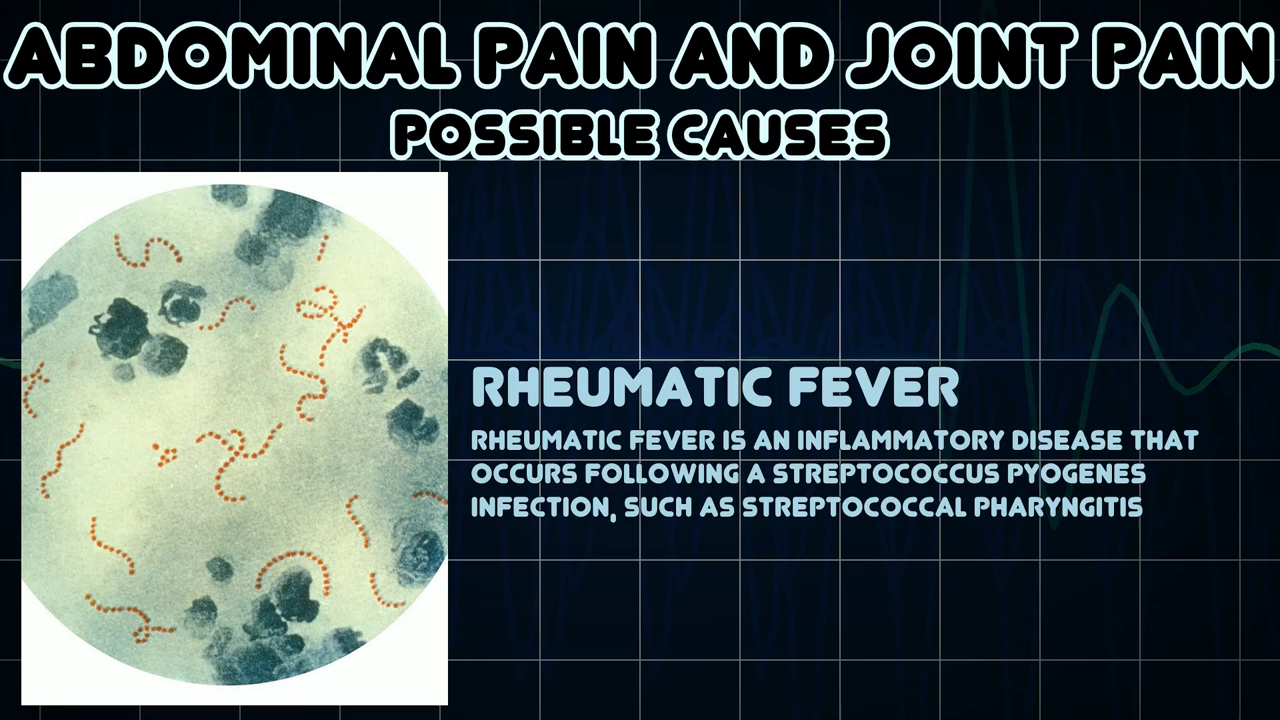 ABDOMINAL PAIN AND JOINT PAIN
POSSIBLE CAUSES
RHEUMATIC FEVER
RHEUMATIC FEVER IS AN INFLAMMATORY DISEASE THAT
OCCURS FOLLOWING A STREPTOCOCCUS PYOGENES
INFECTION, SUCH AS STREPTOCOCCAL PHARYNGITIS